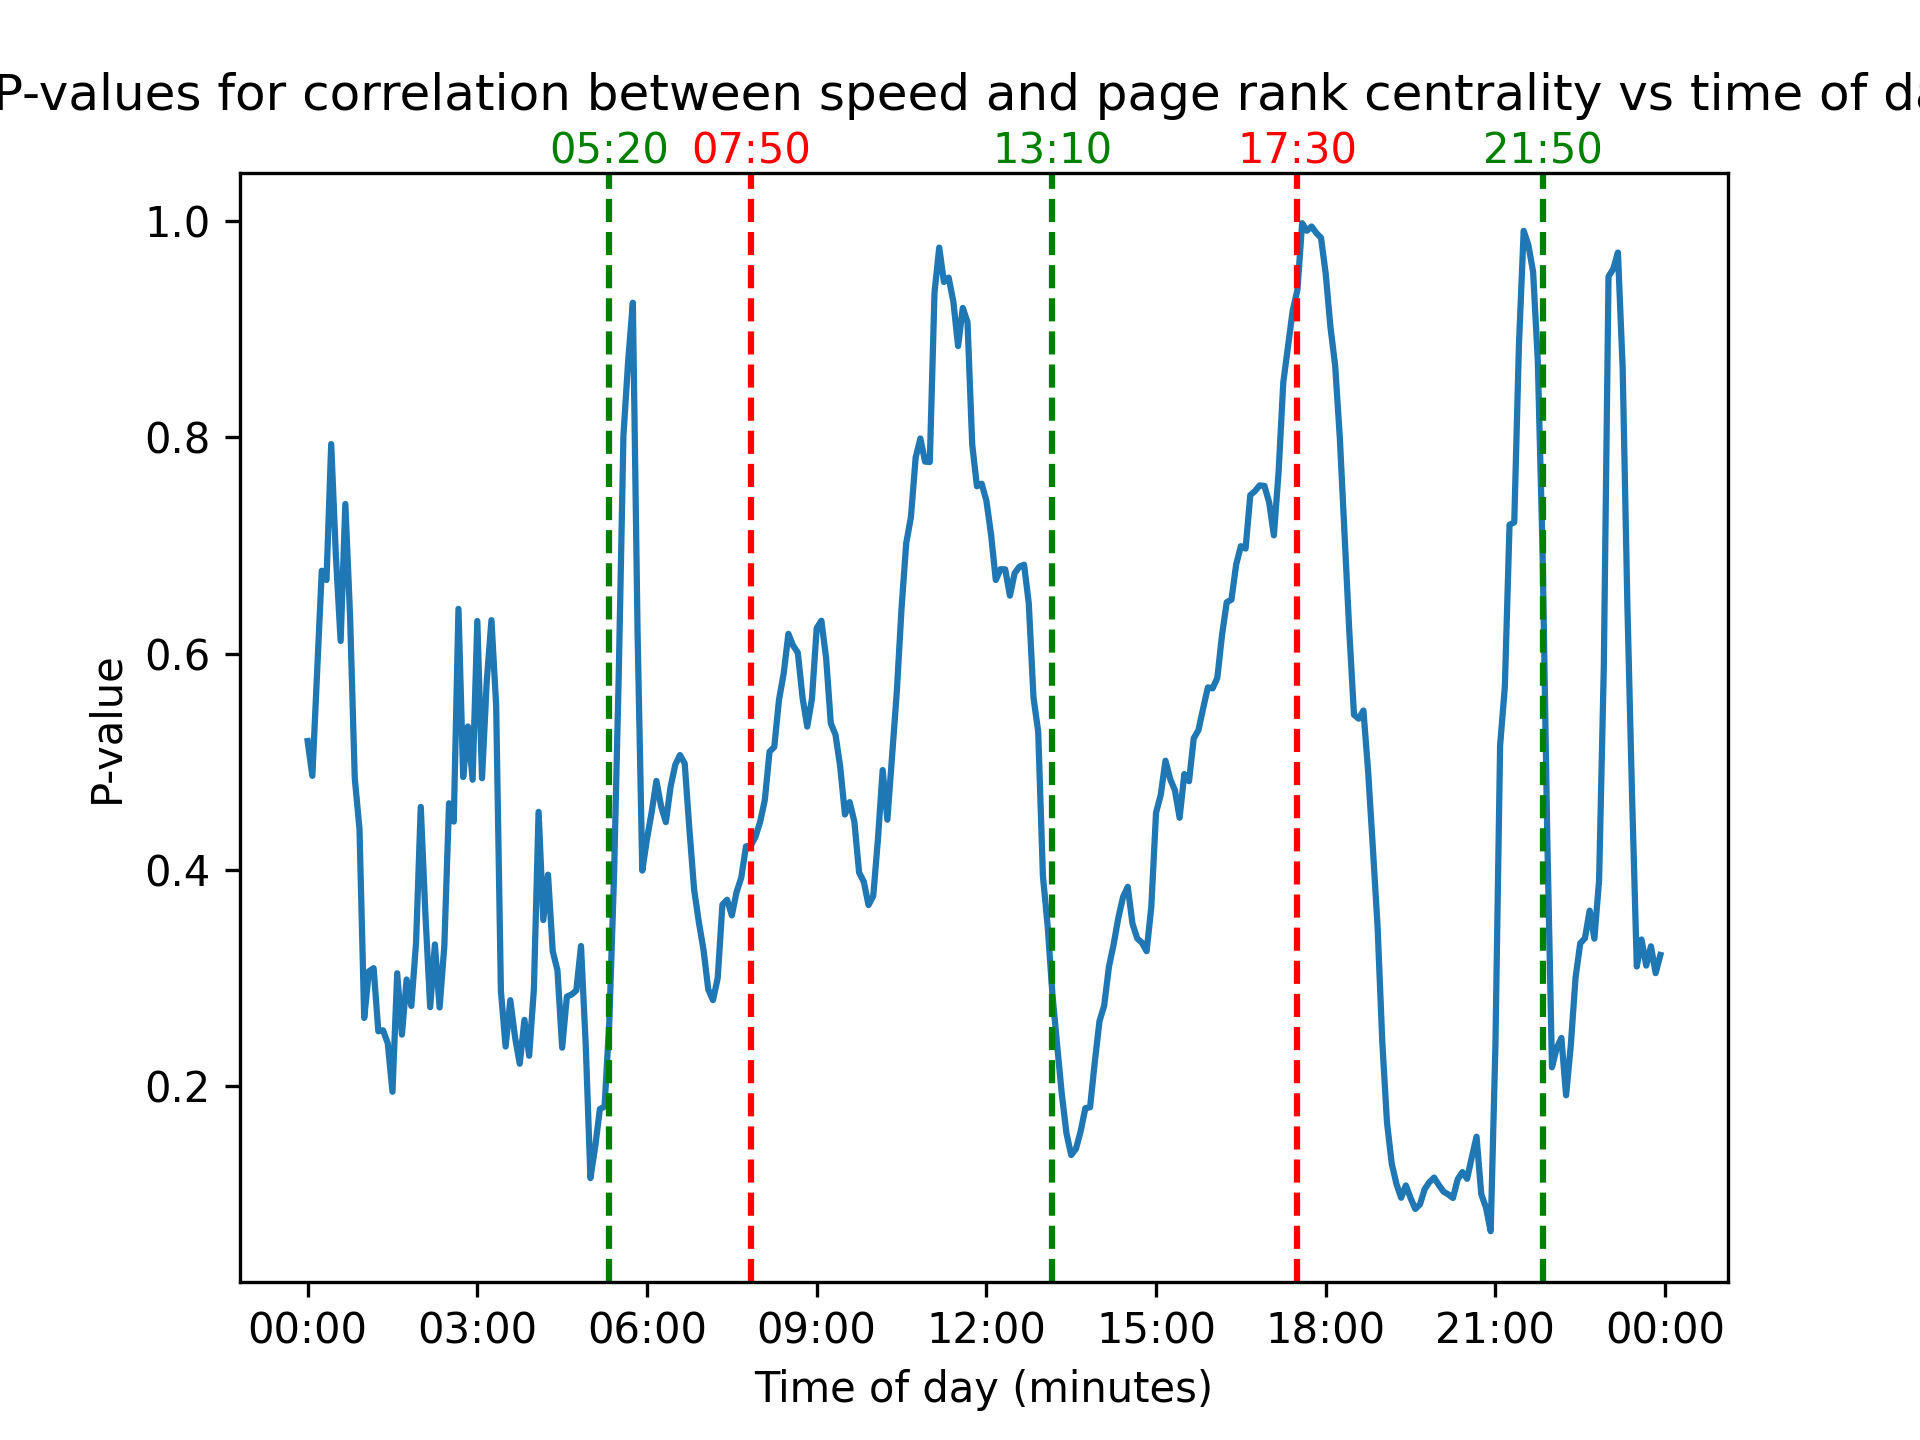 P-values for correlation between speed and page rank centrality vs time of da
05:20 07:50 13:10 17:30 21:50
1.0
0.8
0.6
0.4
0.2
P-value
00:00 03:00 06:00 09:00 12:00 15:00 18:00 21:00 00:00
Time of day (minutes)